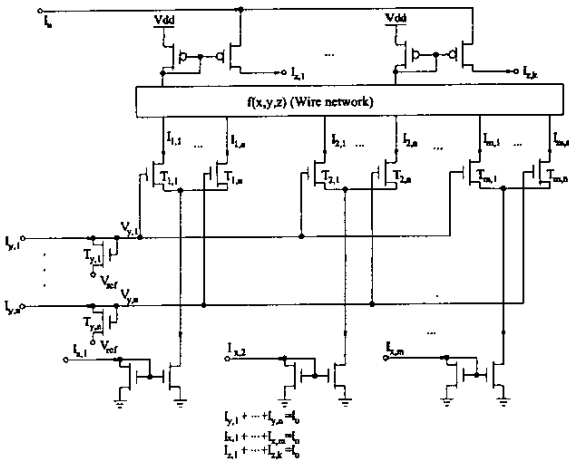 Vdd
Vdd
I_u
...
I_{z,1}
I_{z,k}
f(x,y,z) (Wire network)
I_{1,1} ... I_{1,n} I_{2,1} ... I_{2,n} I_{m,1} ... I_{m,n}
T_{1,1} T_{1,n} T_{2,1} T_{2,n} T_{m,1} T_{m,n}
I_{y,1}
V_{y,1}
T_{y,1}
V_{ref}
I_{y,n}
V_{y,n}
T_{y,n}
V_{ref}
...
I_{x,1} I_{x,2} I_{x,m}
I_{y,1} + ... + I_{y,n} = I_u
I_{x,1} + ... + I_{x,m} = I_u
I_{z,1} + ... + I_{z,k} = I_u